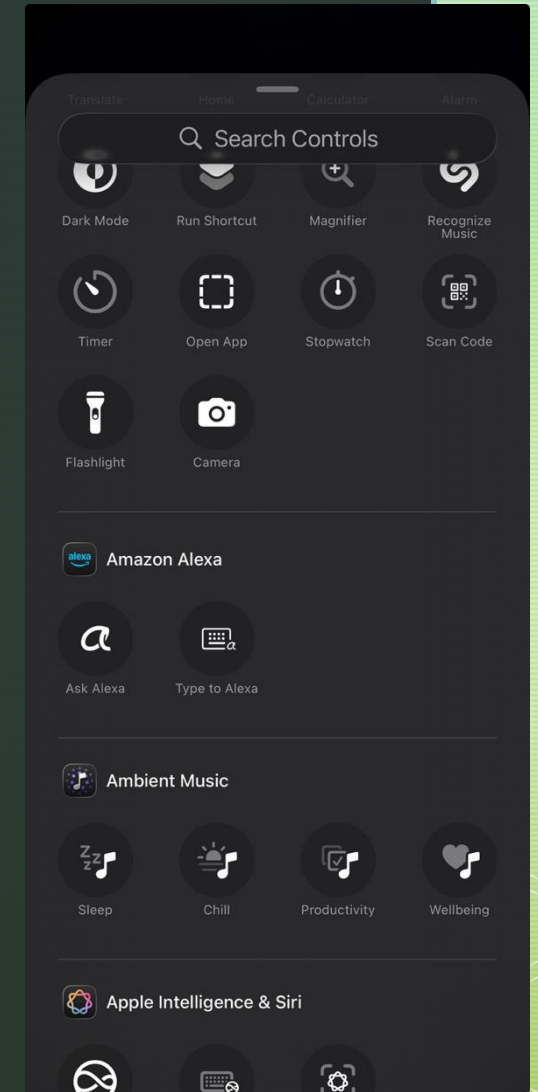 Translate Home Calculator Alarm
Search Controls
Dark Mode Run Shortcut Magnifier Recognize
Music
Timer Open App Stopwatch Scan Code
Flashlight Camera
alexa Amazon Alexa
Ask Alexa Type to Alexa
Ambient Music
z z z
Sleep Chill Productivity Wellbeing
Apple Intelligence & Siri